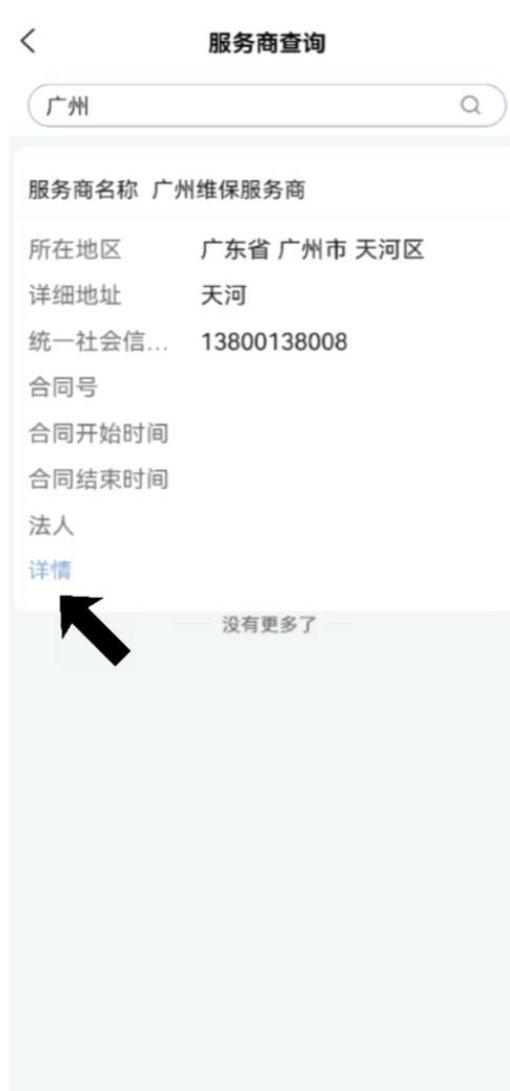 服务商查询
广州
服务商名称 广州维保服务商
所在地区 广东省 广州市 天河区
详细地址 天河
统一社会信... 13800138008
合同号
合同开始时间
合同结束时间
法人
详情
没有更多了